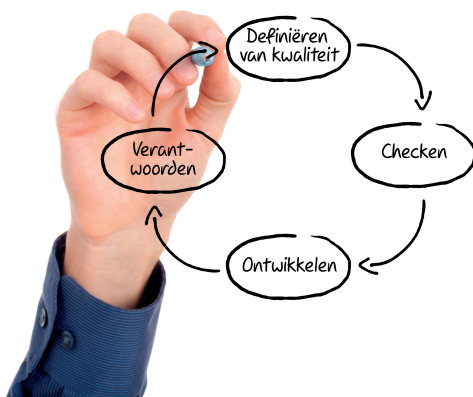 Definiëren
van kwaliteit
Checken
Ontwikkelen
Verant-
woorden